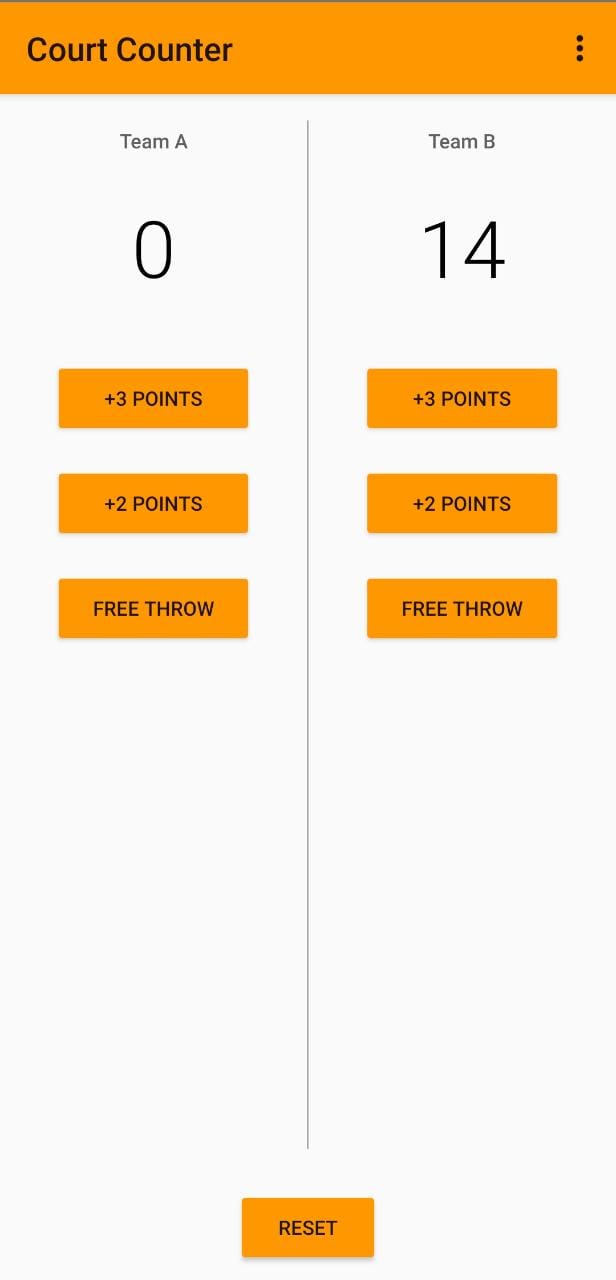 Court Counter
Team A
0
+3 POINTS
+2 POINTS
FREE THROW
Team B
14
+3 POINTS
+2 POINTS
FREE THROW
RESET